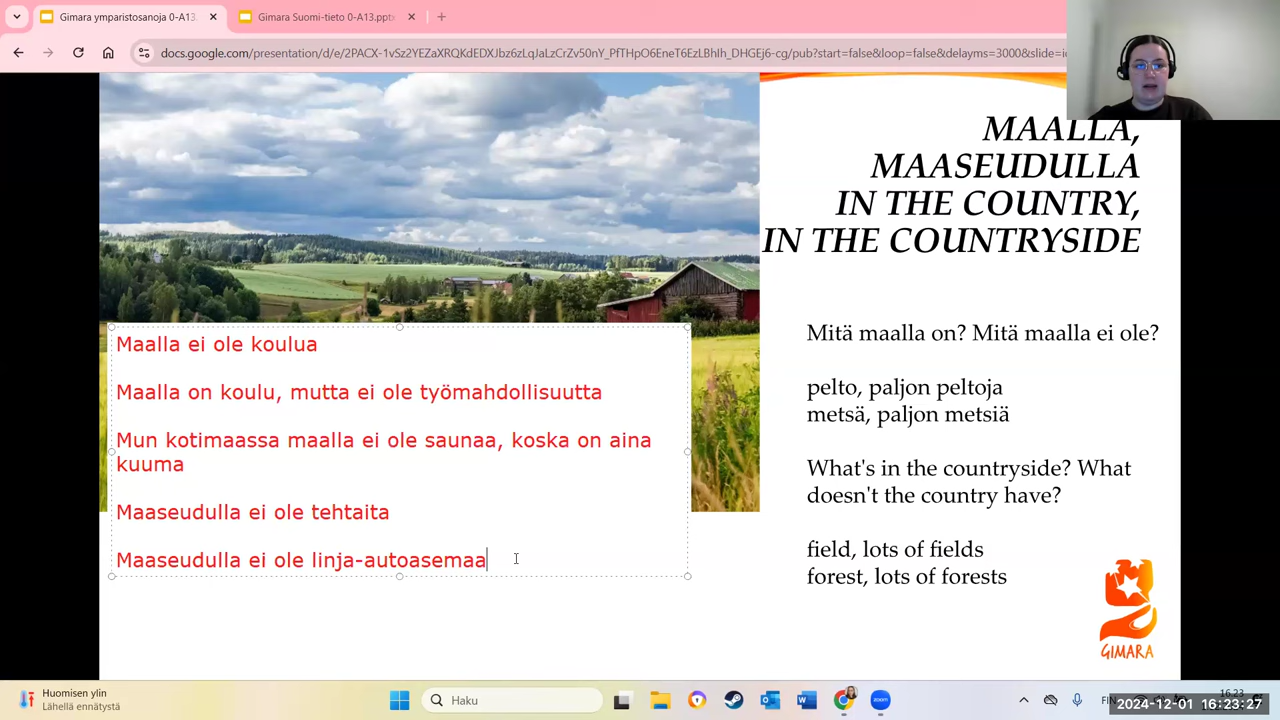 Gimara ymparistosanoja 0-A13.
Gimara Suomi-tieto 0-A13.pptx
docs.google.com/presentation/d/e/2PACX-1vSz2YEZaXRQKdEDXJbz6zLqJaLzCrZv50nY_PfTHpO6EneT6EzLBhIh_DHGEj6-cg/pub?start=false&loop=false&delayms=3000&slide=i
MAALLA,
MAASEUDULLA
IN THE COUNTRY,
IN THE COUNTRYSIDE
Maalla ei ole koulua
Maalla on koulu, mutta ei ole työmahdollisuutta
Mun kotimaassa maalla ei ole saunaa, koska on aina
kuuma
Maaseudulla ei ole tehtaita
Maaseudulla ei ole linja-autoasemaa
Mitä maalla on? Mitä maalla ei ole?
pelto, paljon peltoja
metsä, paljon metsiä
What's in the countryside? What
doesn't the country have?
field, lots of fields
forest, lots of forests
GIMARA
Huomisen ylin
Lähellä ennätystä
Haku
FIN
16.23
2024-12-01 16:23:27